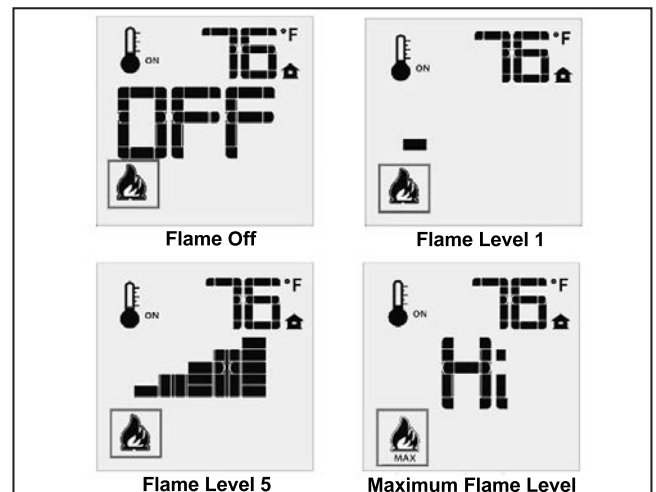 76 °F
ON
OFF
Flame Off
76 °F
ON
Flame Level 1
76 °F
ON
Flame Level 5
76 °F
ON
Hi
MAX
Maximum Flame Level